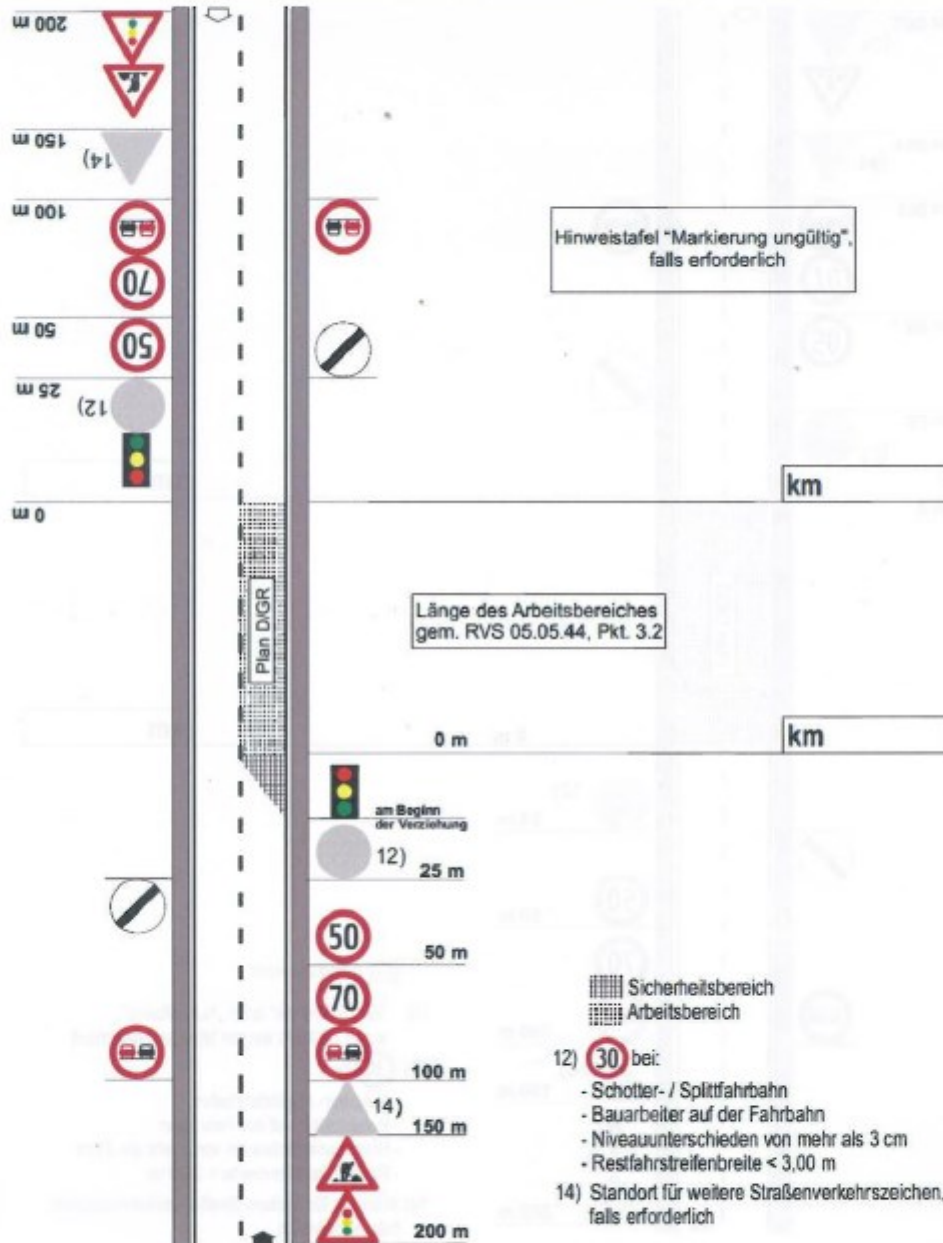 200 m
150 m
14)
100 m
70
50 m
50
25 m
12)
0 m
Hinweistafel "Markierung ungültig",
falls erforderlich
km
Plan D/GR
Länge des Arbeitsbereiches
gem. RVS 05.05.44, Pkt. 3.2
0 m
km
am Beginn
der Verziehung
12)
25 m
50
50 m
70
100 m
14)
150 m
200 m
Sicherheitsbereich
Arbeitsbereich
12) 30 bei:
- Schotter- / Splittfahrbahn
- Bauarbeiter auf der Fahrbahn
- Niveauunterschieden von mehr als 3 cm
- Restfahrstreifenbreite < 3,00 m
14) Standort für weitere Straßenverkehrszeichen,
falls erforderlich